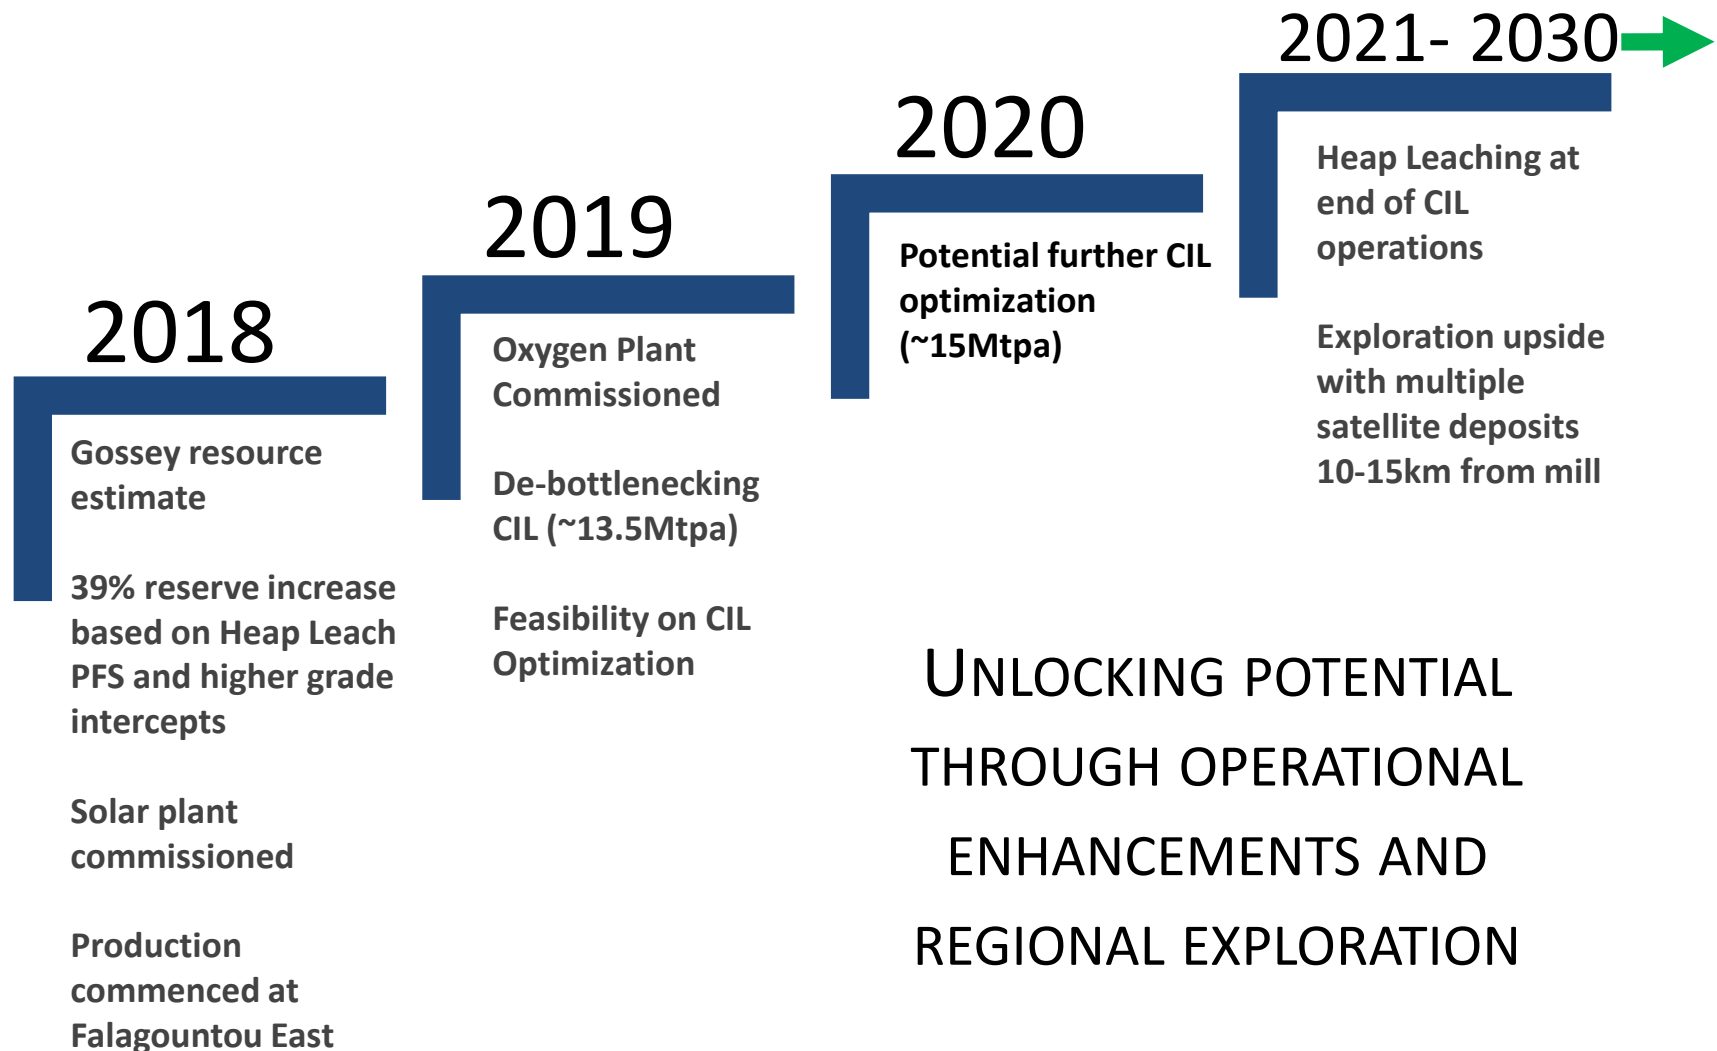 2018
Gossey resource
estimate
39% reserve increase
based on Heap Leach
PFS and higher grade
intercepts
Solar plant
commissioned
Production
commenced at
Falagountou East
2019
Oxygen Plant
Commissioned
De-bottlenecking
CIL (~13.5Mtpa)
Feasibility on CIL
Optimization
2020
Potential further CIL
optimization
(~15Mtpa)
2021- 2030
Heap Leaching at
end of CIL
operations
Exploration upside
with multiple
satellite deposits
10-15km from mill
UNLOCKING POTENTIAL
THROUGH OPERATIONAL
ENHANCEMENTS AND
REGIONAL EXPLORATION